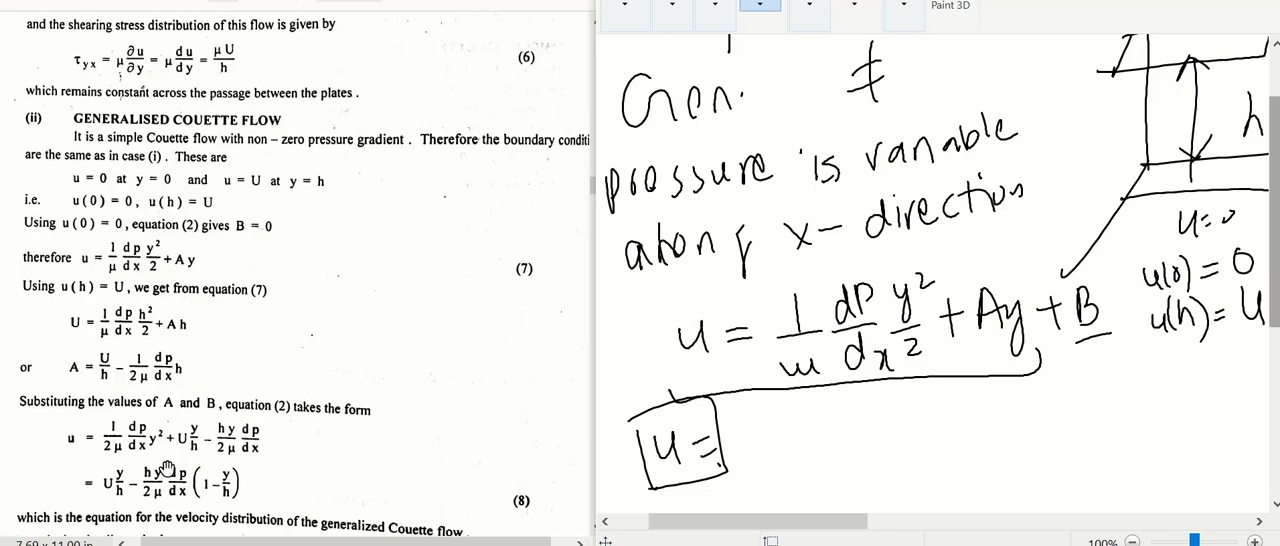 and the shearing stress distribution of this flow is given by
τyx = μ ∂u/∂y = μ du/dy = μU/h (6)
which remains constant across the passage between the plates .
(ii) GENERALISED COUETTE FLOW
It is a simple Couette flow with non – zero pressure gradient . Therefore the boundary conditi
are the same as in case (i) . These are
u = 0 at y = 0 and u = U at y = h
i.e. u(0) = 0, u(h) = U
Using u(0) = 0, equation (2) gives B = 0
therefore u = 1/μ dp/dx y²/2 + Ay (7)
Using u(h) = U, we get from equation (7)
U = 1/μ dp/dx h²/2 + Ah
or A = U/h – 1/2μ dp/dx h
Substituting the values of A and B, equation (2) takes the form
u = 1/2μ dp/dx y² + U y/h – hy/2μ dp/dx
= U y/h – hy/2μ dp/dx (1 – y/h) (8)
which is the equation for the velocity distribution of the generalized Couette flow
7.69 x 11.00 in
Paint 3D
Gen. ≠
pressure is variable
along x- direction
h
u=0
u(0) = 0
u(h) = U
u = 1/μ dP/dx y²/2 + Ay + B
u =
100%